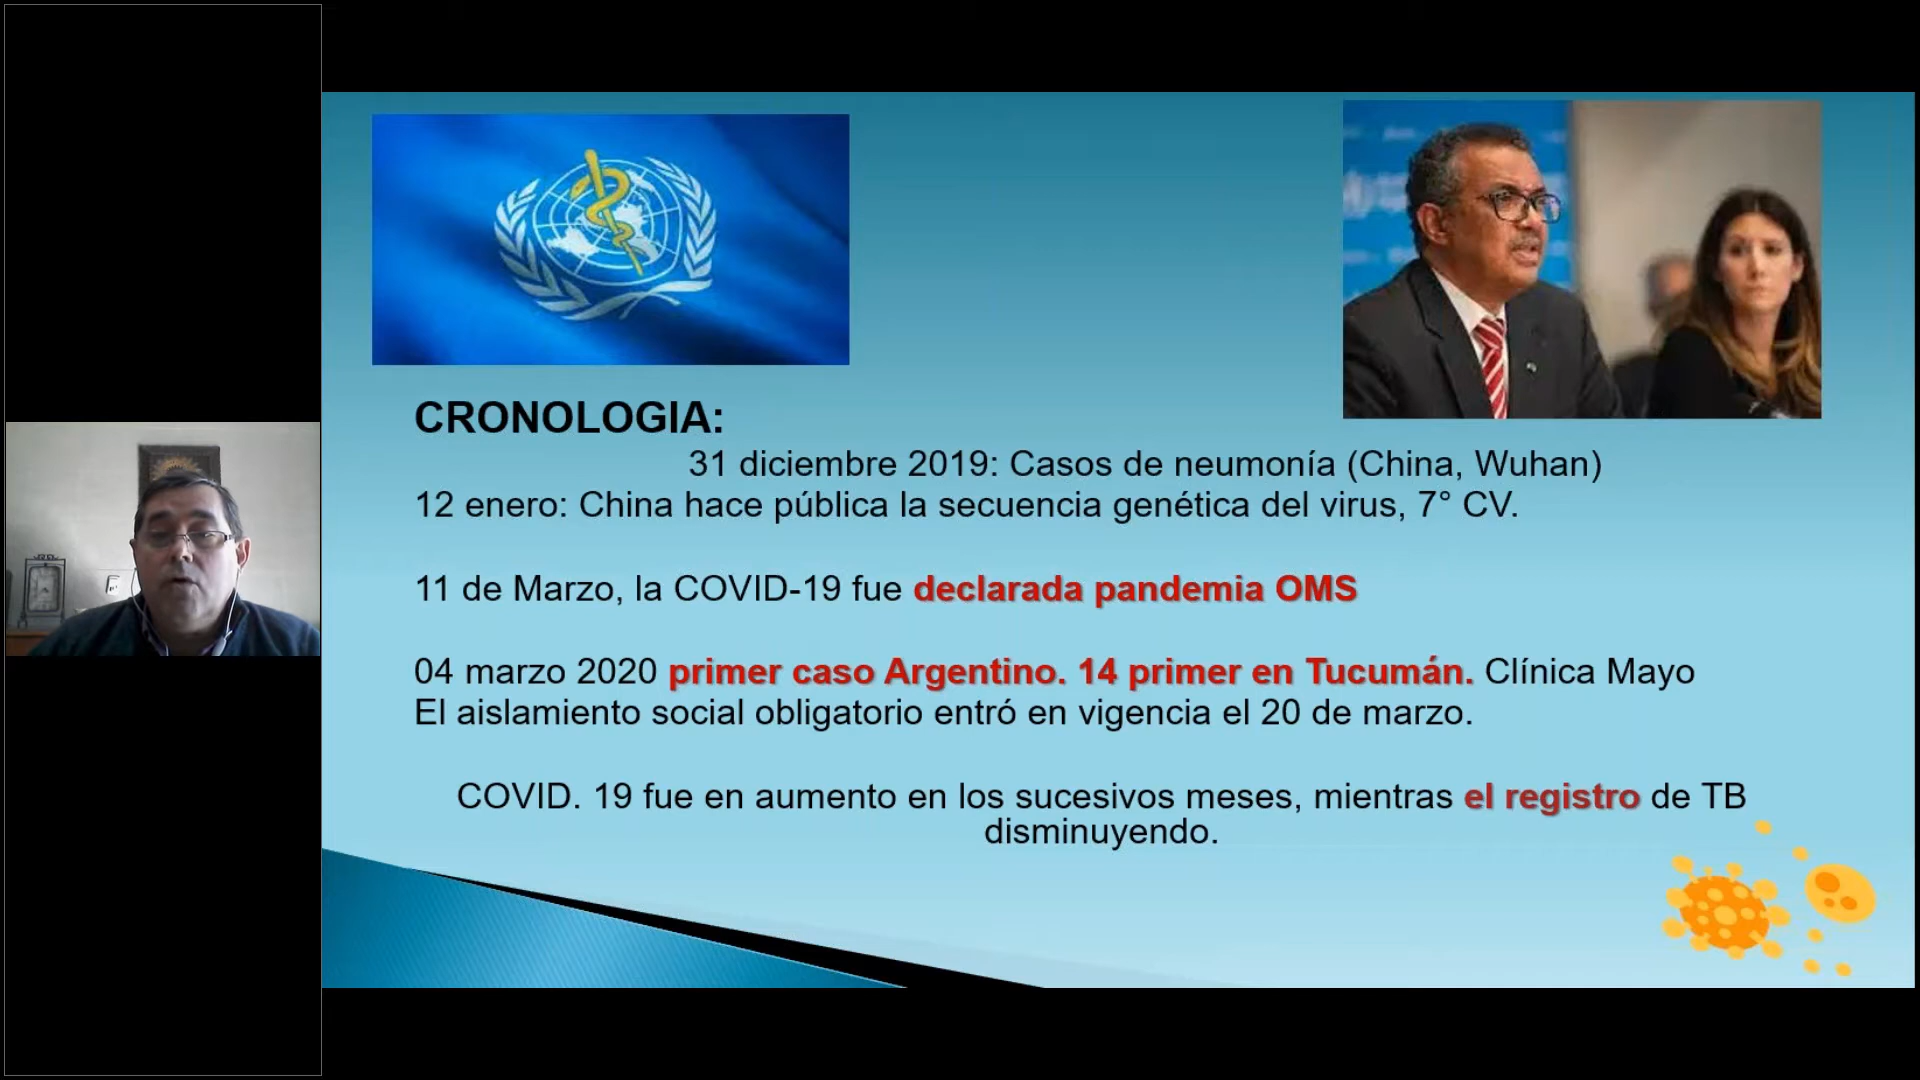 CRONOLOGIA:
31 diciembre 2019: Casos de neumonía (China, Wuhan)
12 enero: China hace pública la secuencia genética del virus, 7° CV.
11 de Marzo, la COVID-19 fue declarada pandemia OMS
04 marzo 2020 primer caso Argentino. 14 primer en Tucumán. Clínica Mayo
El aislamiento social obligatorio entró en vigencia el 20 de marzo.
COVID. 19 fue en aumento en los sucesivos meses, mientras el registro de TB
disminuyendo.